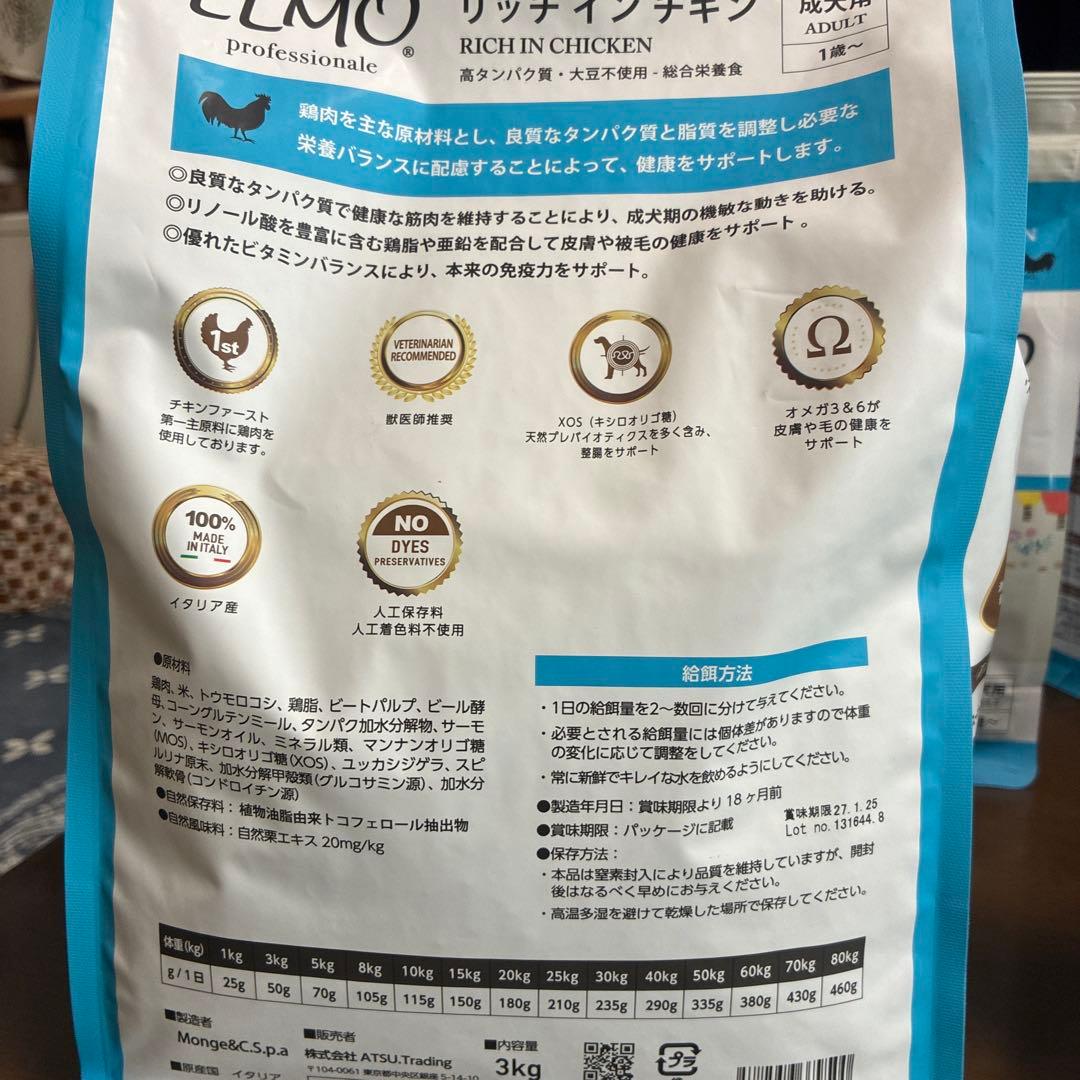 ELMO®
professionale
リッチ イン チキン
RICH IN CHICKEN
高タンパク質・大豆不使用 - 総合栄養食
成犬用
ADULT
1歳～
鶏肉を主な原材料とし、良質なタンパク質と脂質を調整し必要な
栄養バランスに配慮することによって、健康をサポートします。
◎良質なタンパク質で健康な筋肉を維持することにより、成犬期の機敏な動きを助ける。
◎リノール酸を豊富に含む鶏脂や亜鉛を配合して皮膚や被毛の健康をサポート。
◎優れたビタミンバランスにより、本来の免疫力をサポート。
1st
チキンファースト
第一主原料に鶏肉を
使用しております。
VETERINARIAN
RECOMMENDED
獣医師推奨
XOS（キシロオリゴ糖）
天然プレバイオティクスを多く含み、
整腸をサポート
Ω
オメガ3＆6が
皮膚や毛の健康を
サポート
100%
MADE
IN ITALY
イタリア産
NO
DYES
PRESERVATIVES
人工保存料
人工着色料不使用
●原材料
鶏肉、米、トウモロコシ、鶏脂、ビートパルプ、ビール酵
母、コーングルテンミール、タンパク加水分解物、サーモ
ン、サーモンオイル、ミネラル類、マンナンオリゴ糖
(MOS)、キシロオリゴ糖(XOS)、ユッカシジゲラ、スピ
ルリナ原末、加水分解甲殻類(グルコサミン源)、加水分
解軟骨(コンドロイチン源)
●自然保存料：植物油脂由来トコフェロール抽出物
●自然風味料：自然栗エキス 20mg/kg
給餌方法
・1日の給餌量を2～数回に分けて与えてください。
・必要とされる給餌量には個体差がありますので体重
の変化に応じて調整をしてください。
・常に新鮮でキレイな水を飲めるようにしてください。
●製造年月日：賞味期限より18ヶ月前
●賞味期限：パッケージに記載
賞味期限27.1.25
Lot no.131644.8
●保存方法：
・本品は窒素封入により品質を維持していますが、開封
後はなるべく早めにお与えください。
・高温多湿を避けて乾燥した場所で保存してください。
体重(kg) 1kg 3kg 5kg 8kg 10kg 15kg 20kg 25kg 30kg 40kg 50kg 60kg 70kg 80kg
g/1日 25g 50g 70g 105g 115g 150g 180g 210g 235g 290g 335g 380g 430g 460g
■製造者
Monge&C.S.p.a
■原産国 イタリア
■販売者
株式会社 ATSU.Trading
〒104-0061 東京都中央区銀座 5-14-10
■内容量
3kg
プラ